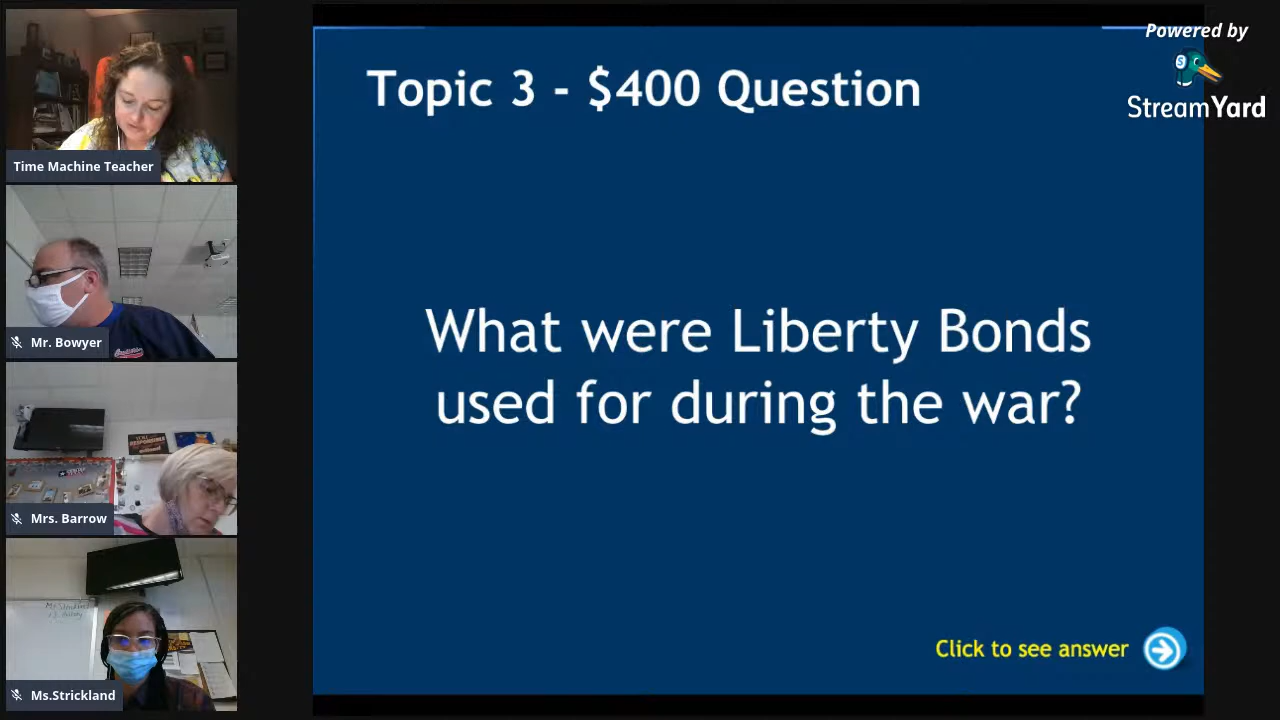 Powered by
StreamYard
Topic 3 - $400 Question
What were Liberty Bonds
used for during the war?
Click to see answer
Time Machine Teacher
Mr. Bowyer
Mrs. Barrow
Ms.Strickland